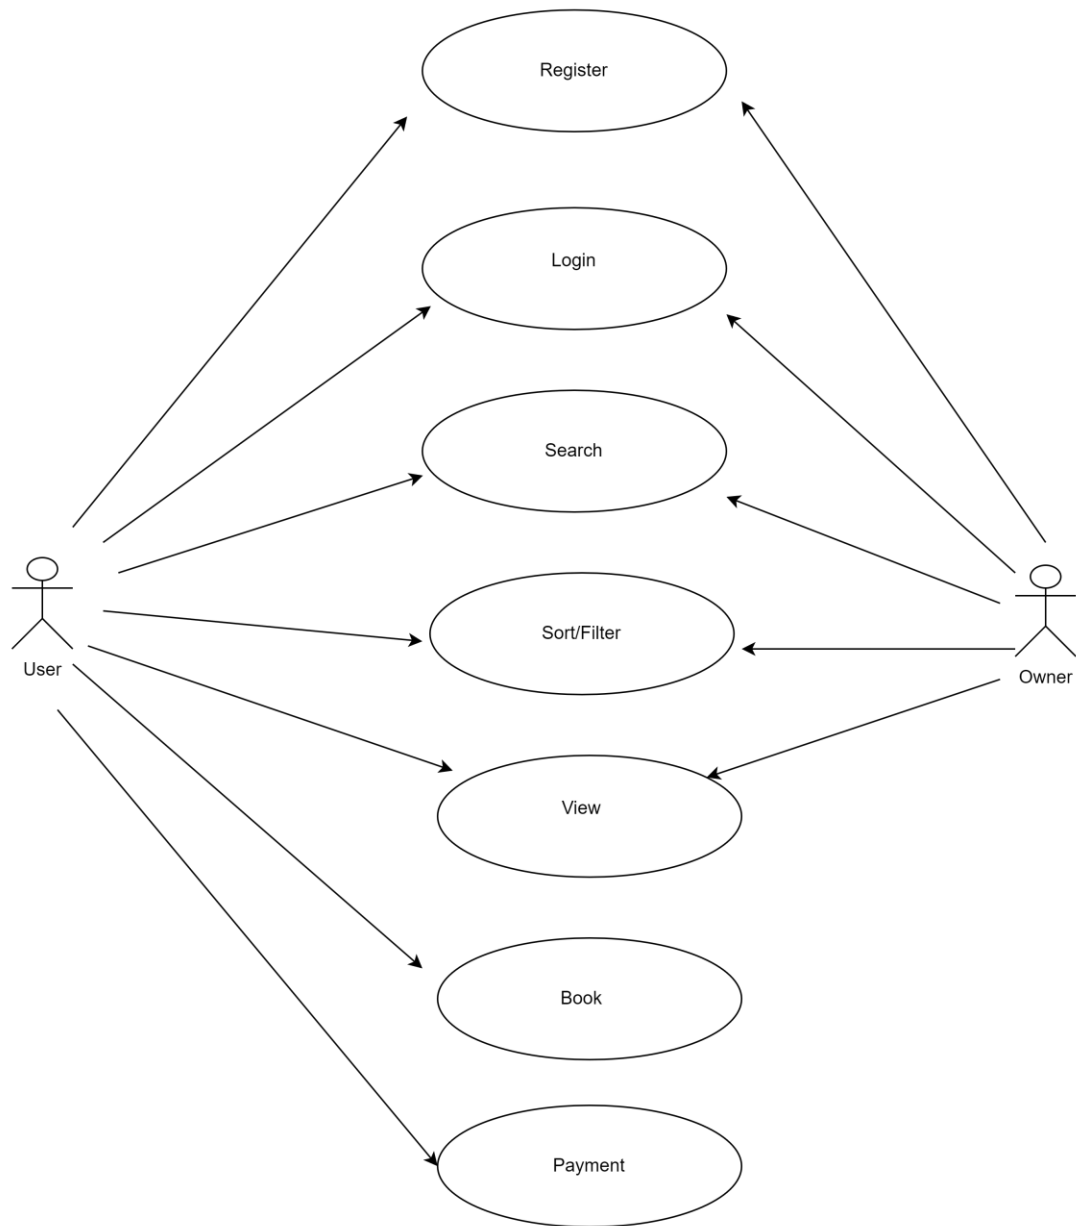 Register
Login
Search
Sort/Filter
User
Owner
View
Book
Payment